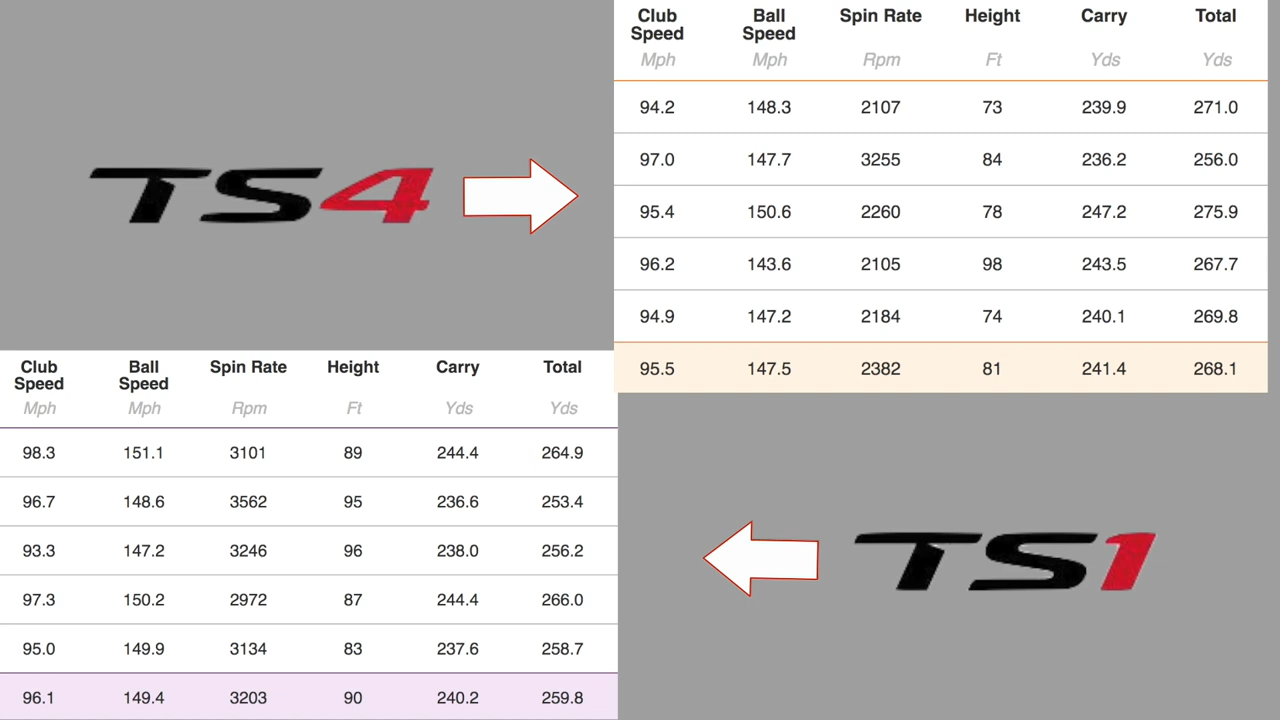 TS4
Club Speed Ball Speed Spin Rate Height Carry Total
Mph Mph Rpm Ft Yds Yds
94.2 148.3 2107 73 239.9 271.0
97.0 147.7 3255 84 236.2 256.0
95.4 150.6 2260 78 247.2 275.9
96.2 143.6 2105 98 243.5 267.7
94.9 147.2 2184 74 240.1 269.8
95.5 147.5 2382 81 241.4 268.1
Club Speed Ball Speed Spin Rate Height Carry Total
Mph Mph Rpm Ft Yds Yds
98.3 151.1 3101 89 244.4 264.9
96.7 148.6 3562 95 236.6 253.4
93.3 147.2 3246 96 238.0 256.2
97.3 150.2 2972 87 244.4 266.0
95.0 149.9 3134 83 237.6 258.7
96.1 149.4 3203 90 240.2 259.8
TS1